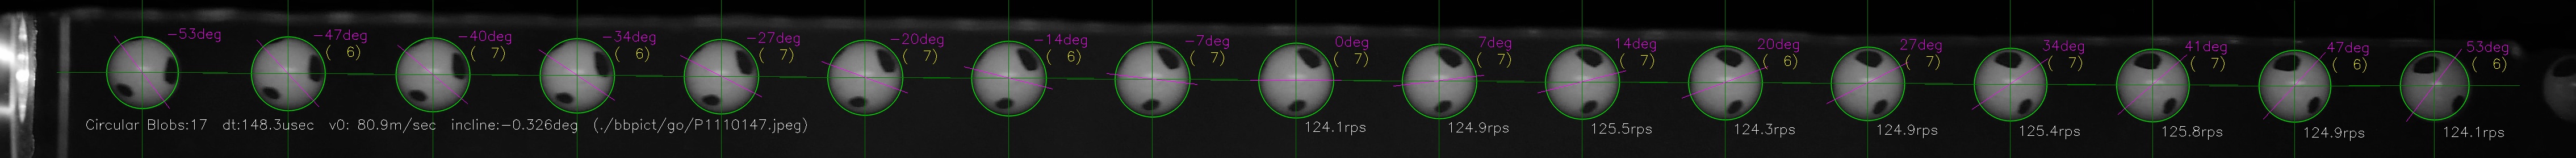 -53deg
-47deg
( 6)
-40deg
( 7)
-34deg
( 6)
-27deg
( 7)
-20deg
( 7)
-14deg
( 6)
-7deg
( 7)
0deg
( 7)
7deg
( 7)
14deg
( 7)
20deg
( 6)
27deg
( 7)
34deg
( 7)
41deg
( 7)
47deg
( 6)
53deg
( 6)
Circular Blobs:17 dt:148.3usec v0: 80.9m/sec incline:-0.326deg (./bbpict/go/P1110147.jpeg)
124.1rps
124.9rps
125.5rps
124.3rps
124.9rps
125.4rps
125.8rps
124.9rps
124.1rps